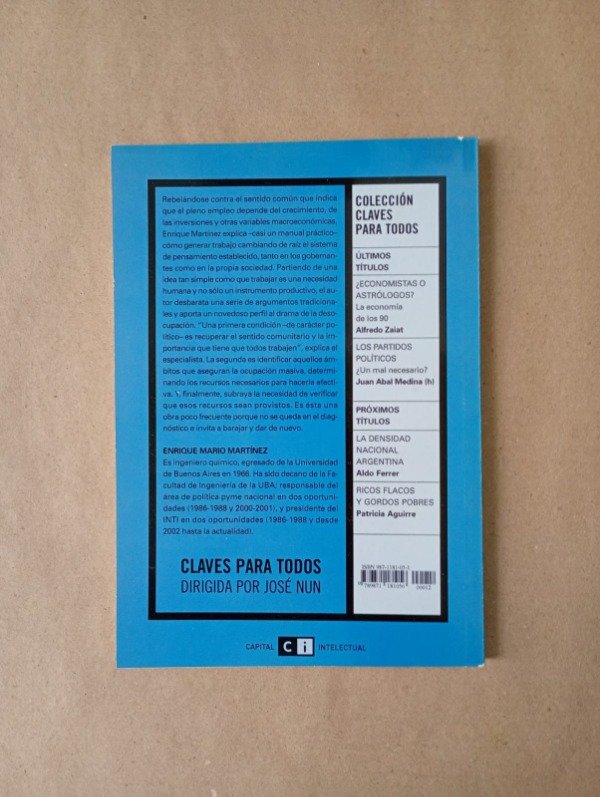 Rebelándose contra el sentido común que indica
que el pleno empleo depende del crecimiento, de
las inversiones y otras variables macroeconómicas,
Enrique Martínez explica –casi un manual práctico–
cómo generar trabajo cambiando de raíz el sistema
de pensamiento establecido, tanto en los gobernan-
tes como en la propia sociedad. Partiendo de una
idea tan simple como que trabajar es una necesidad
humana y no sólo un instrumento productivo, el au-
tor desbarata una serie de argumentos tradiciona-
les y aporta un novedoso perfil al drama de la deso-
cupación. "Una primera condición –de carácter po-
lítico– es recuperar el sentido comunitario y la im-
portancia que tiene que todos trabajen", explica el
especialista. La segunda es identificar aquellos ám-
bitos que aseguran la ocupación masiva, determi-
nando los recursos necesarios para hacerla efecti-
va. Y finalmente, subraya la necesidad de verificar
que esos recursos sean provistos. Es ésta una
obra poco frecuente porque no se queda en el diag-
nóstico e invita a barajar y dar de nuevo.
ENRIQUE MARIO MARTÍNEZ
Es ingeniero químico, egresado de la Universidad
de Buenos Aires en 1966. Ha sido decano de la Fa-
cultad de Ingeniería de la UBA; responsable del
área de política pyme nacional en dos oportuni-
dades (1986-1988 y 2000-2001), y presidente del
INTI en dos oportunidades (1986-1988 y desde
2002 hasta la actualidad).
CLAVES PARA TODOS
DIRIGIDA POR JOSÉ NUN
COLECCIÓN
CLAVES
PARA TODOS
ÚLTIMOS
TÍTULOS
¿ECONOMISTAS O
ASTRÓLOGOS?
La economía
de los 90
Alfredo Zaiat
LOS PARTIDOS
POLÍTICOS
¿Un mal necesario?
Juan Abal Medina (h)
PRÓXIMOS
TÍTULOS
LA DENSIDAD
NACIONAL
ARGENTINA
Aldo Ferrer
RICOS FLACOS
Y GORDOS POBRES
Patricia Aguirre
ISBN 987-1181-05-1
9 789871 181056
00012
CAPITAL Ci INTELECTUAL